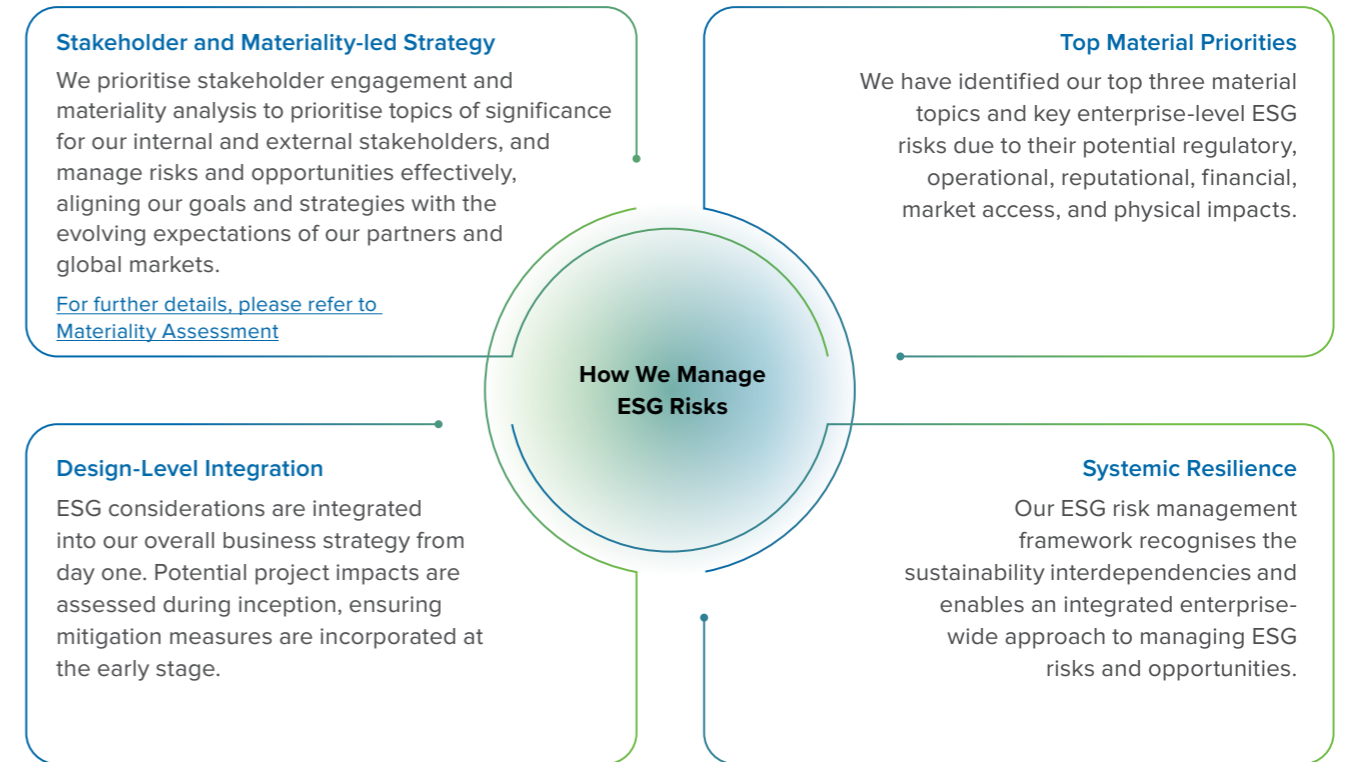 Stakeholder and Materiality-led Strategy
We prioritise stakeholder engagement and
materiality analysis to prioritise topics of significance
for our internal and external stakeholders, and
manage risks and opportunities effectively,
aligning our goals and strategies with the
evolving expectations of our partners and
global markets.
For further details, please refer to
Materiality Assessment
Top Material Priorities
We have identified our top three material
topics and key enterprise-level ESG
risks due to their potential regulatory,
operational, reputational, financial,
market access, and physical impacts.
How We Manage
ESG Risks
Design-Level Integration
ESG considerations are integrated
into our overall business strategy from
day one. Potential project impacts are
assessed during inception, ensuring
mitigation measures are incorporated at
the early stage.
Systemic Resilience
Our ESG risk management
framework recognises the
sustainability interdependencies and
enables an integrated enterprise-
wide approach to managing ESG
risks and opportunities.